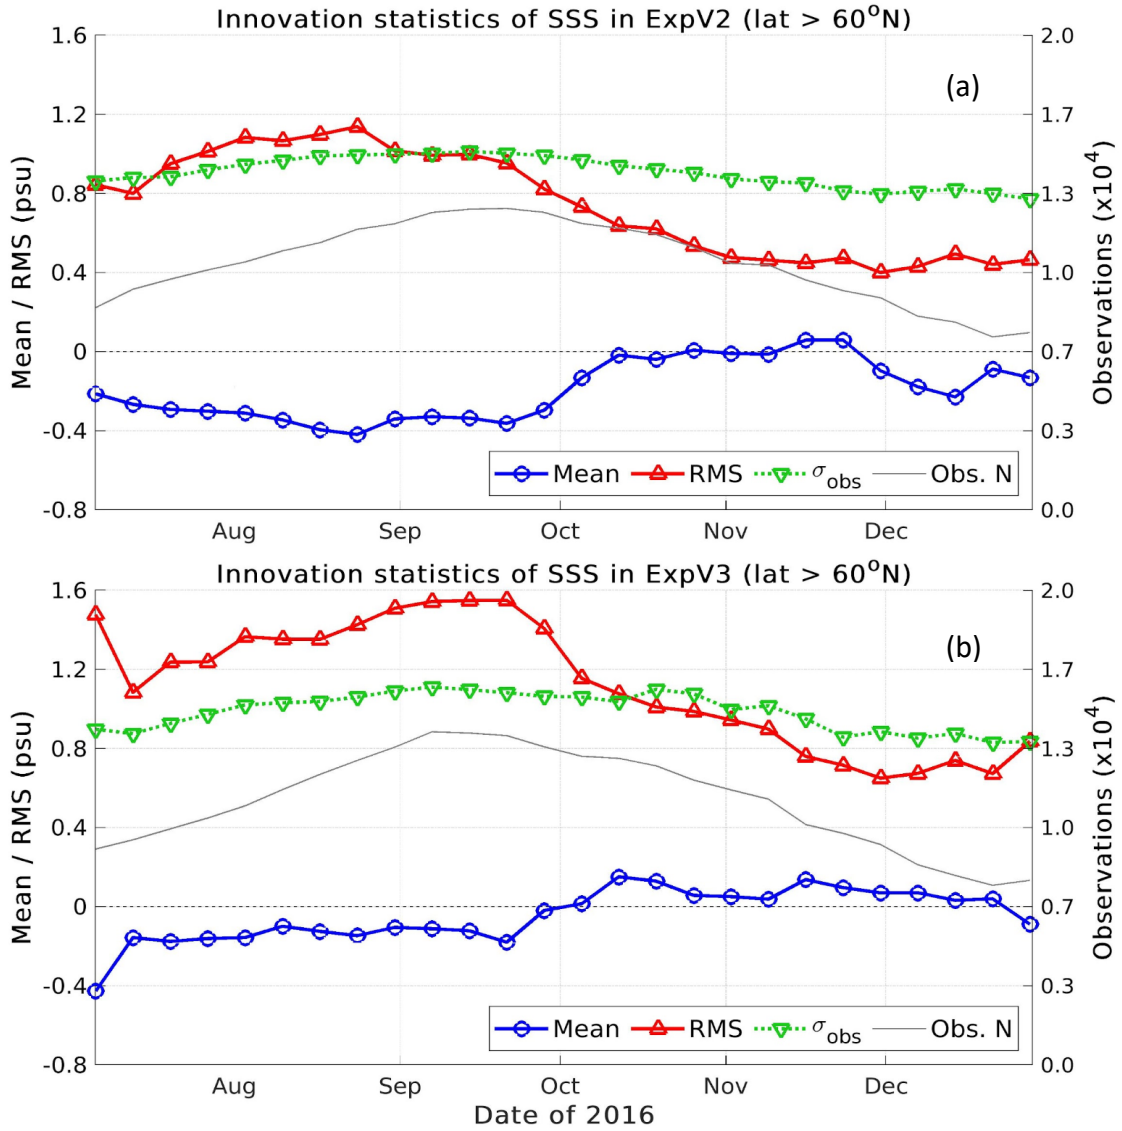 Innovation statistics of SSS in ExpV2 (lat > 60°N)
(a)
Mean / RMS (psu)
1.6
1.2
0.8
0.4
0
-0.4
-0.8
2.0
1.7
1.3
1.0
0.7
0.3
0.0
Observations (x10⁴)
Mean RMS σobs Obs. N
Aug Sep Oct Nov Dec
Innovation statistics of SSS in ExpV3 (lat > 60°N)
(b)
Mean / RMS (psu)
1.6
1.2
0.8
0.4
0
-0.4
-0.8
2.0
1.7
1.3
1.0
0.7
0.3
0.0
Observations (x10⁴)
Mean RMS σobs Obs. N
Aug Sep Oct Nov Dec
Date of 2016